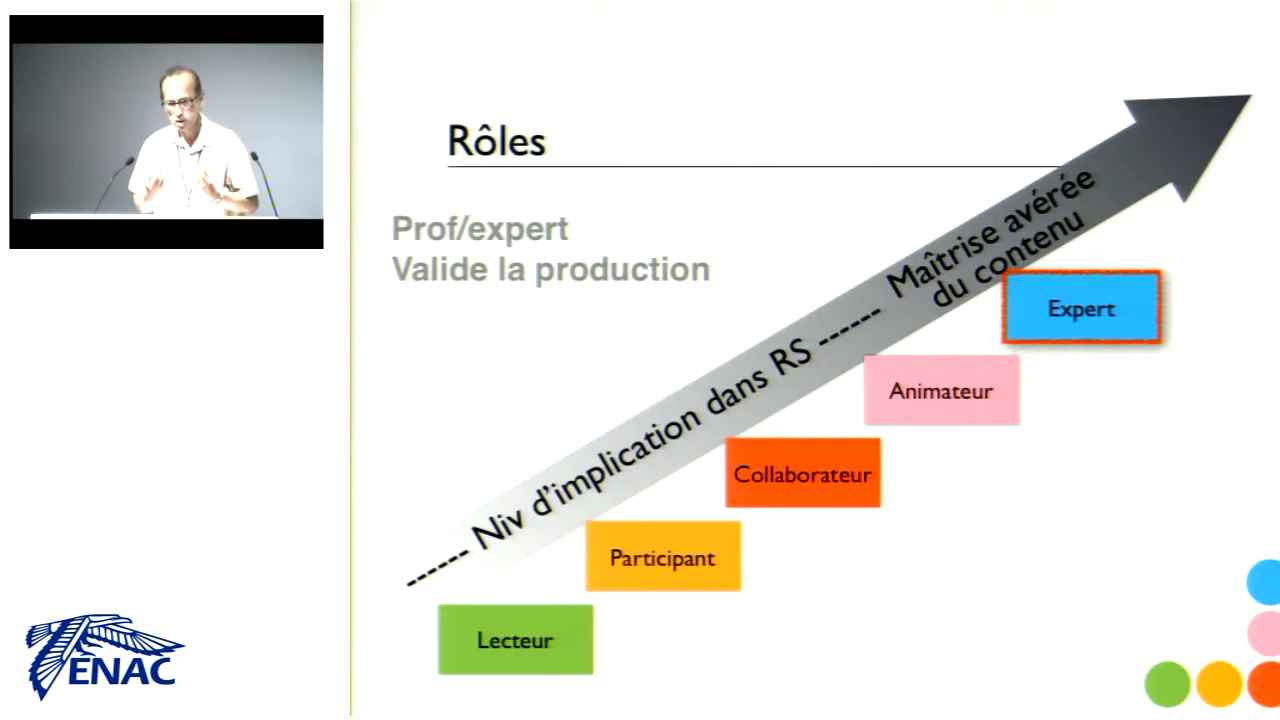 Rôles
Prof/expert
Valide la production
------ Niv d'implication dans RS ------ Maîtrise avérée
du contenu
Expert
Animateur
Collaborateur
Participant
Lecteur
ENAC